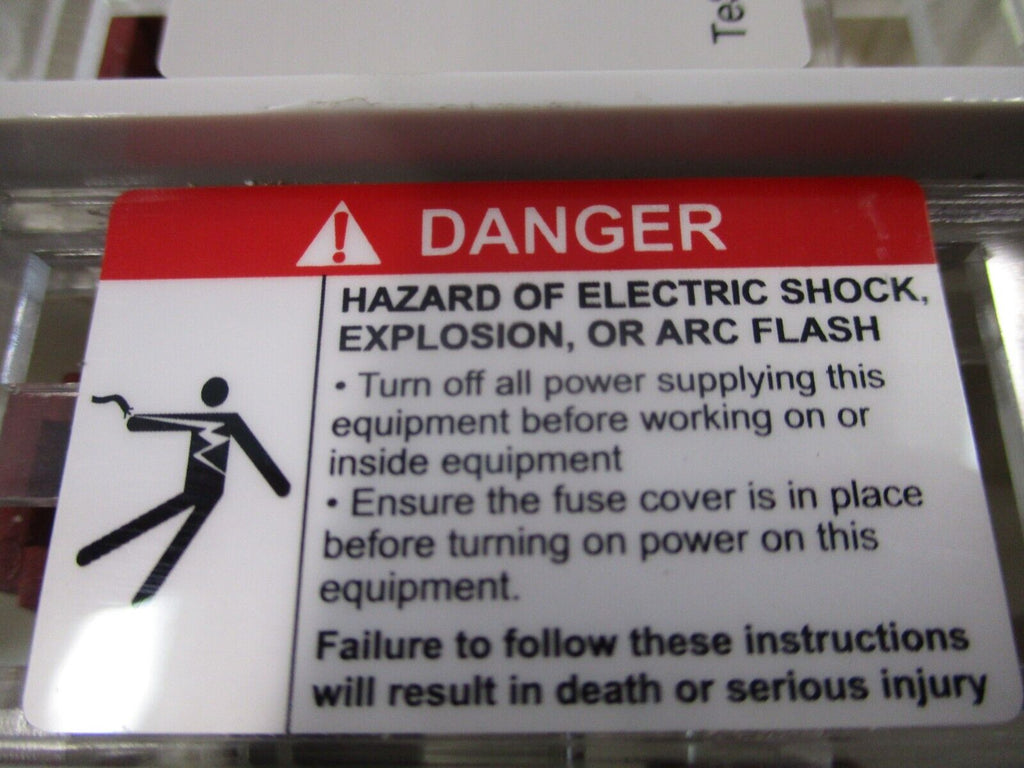 DANGER
HAZARD OF ELECTRIC SHOCK,
EXPLOSION, OR ARC FLASH
• Turn off all power supplying this
equipment before working on or
inside equipment
• Ensure the fuse cover is in place
before turning on power on this
equipment.
Failure to follow these instructions
will result in death or serious injury